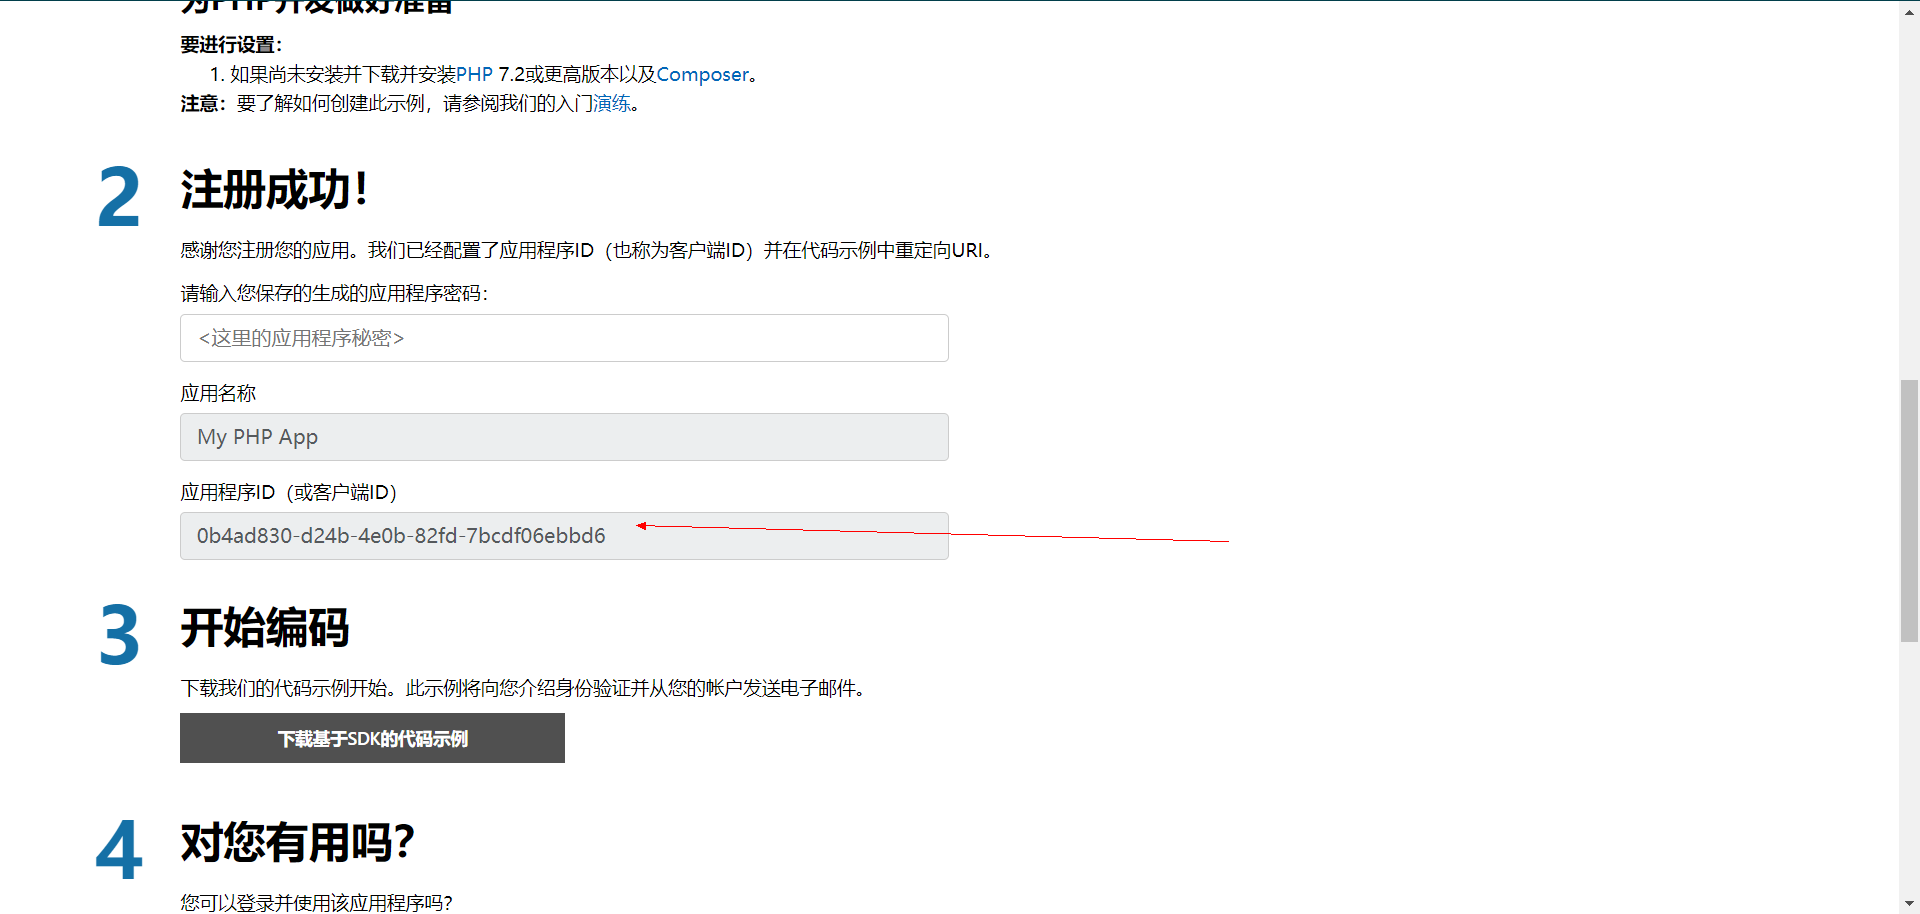 为PHP开发做好准备
要进行设置：
1. 如果尚未安装并下载并安装PHP 7.2或更高版本以及Composer。
注意：要了解如何创建此示例，请参阅我们的入门演练。
2
注册成功！
感谢您注册您的应用。我们已经配置了应用程序ID（也称为客户端ID）并在代码示例中重定向URI。
请输入您保存的生成的应用程序密码：
<这里的应用程序秘密>
应用名称
My PHP App
应用程序ID（或客户端ID）
0b4ad830-d24b-4e0b-82fd-7bcdf06ebbd6
3
开始编码
下载我们的代码示例开始。此示例将向您介绍身份验证并从您的帐户发送电子邮件。
下载基于SDK的代码示例
4
对您有用吗？
您可以登录并使用该应用程序吗？